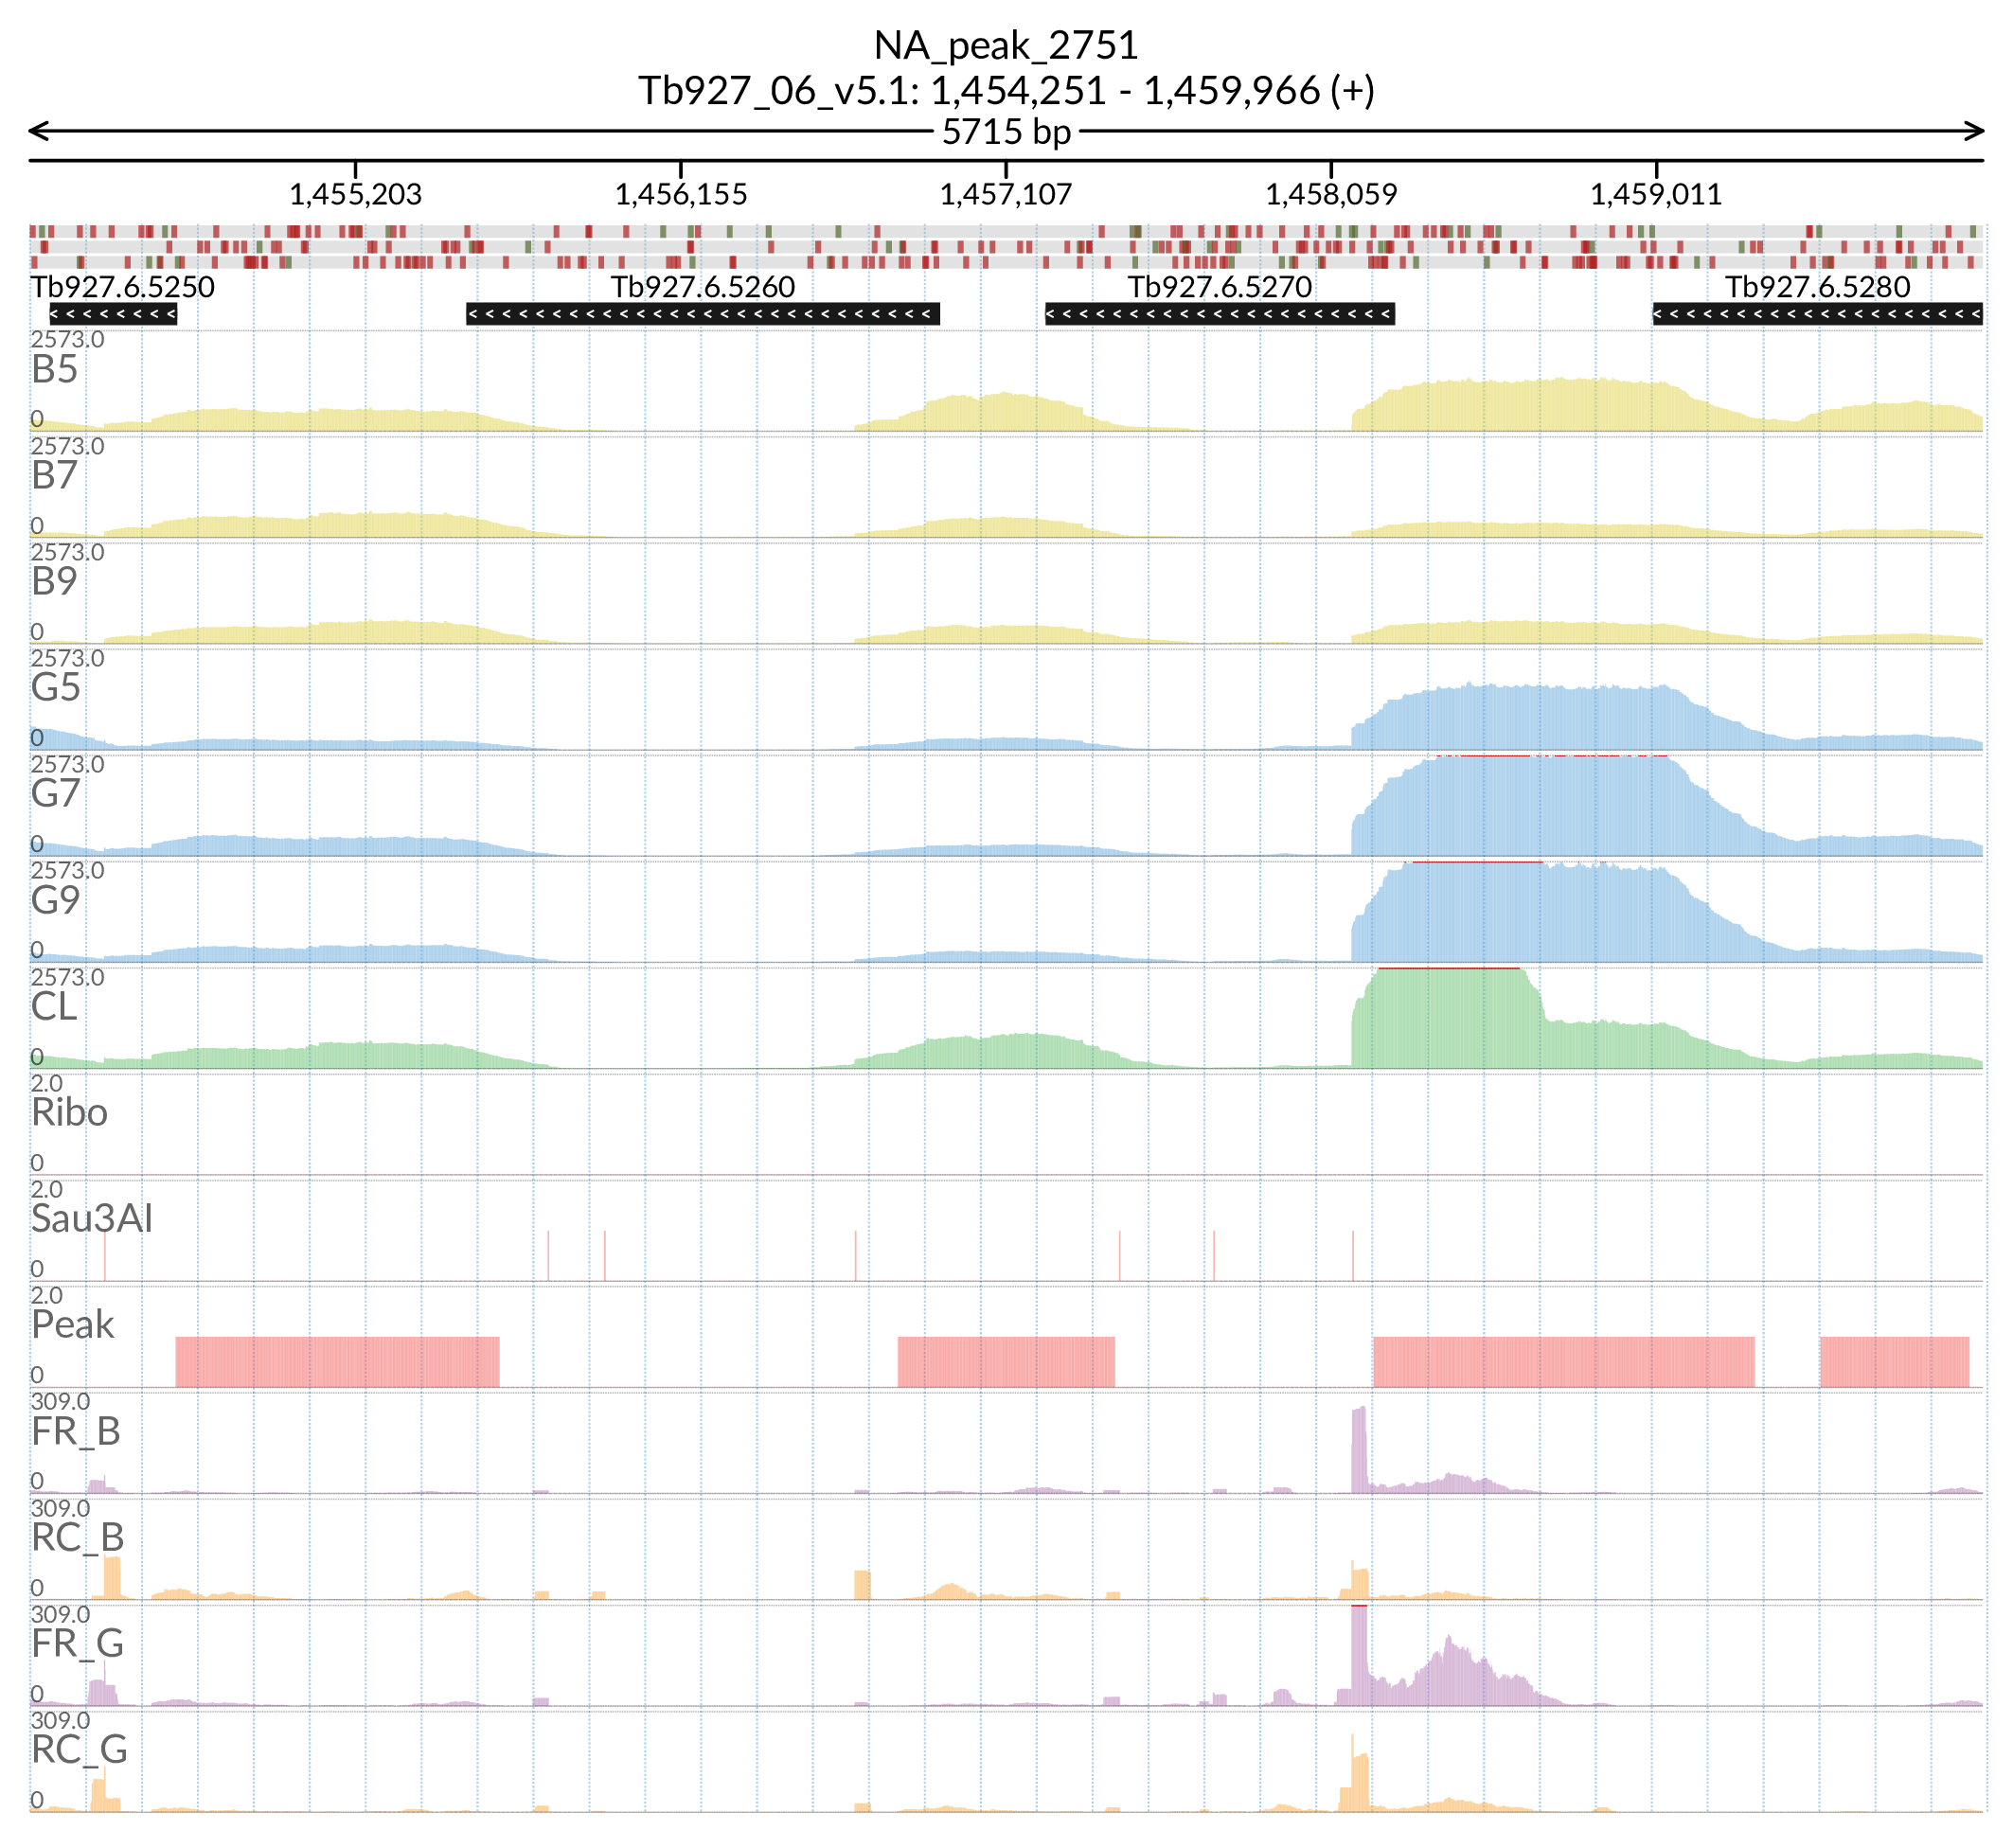 NA_peak_2751
Tb927_06_v5.1: 1,454,251 - 1,459,966 (+)
5715 bp
1,455,203 1,456,155 1,457,107 1,458,059 1,459,011
Tb927.6.5250 Tb927.6.5260 Tb927.6.5270 Tb927.6.5280
2573.0
B5
0
2573.0
B7
0
2573.0
B9
0
2573.0
G5
0
2573.0
G7
0
2573.0
G9
0
2573.0
CL
0
2.0
Ribo
0
2.0
Sau3AI
0
2.0
Peak
0
309.0
FR_B
0
309.0
RC_B
0
309.0
FR_G
0
309.0
RC_G
0